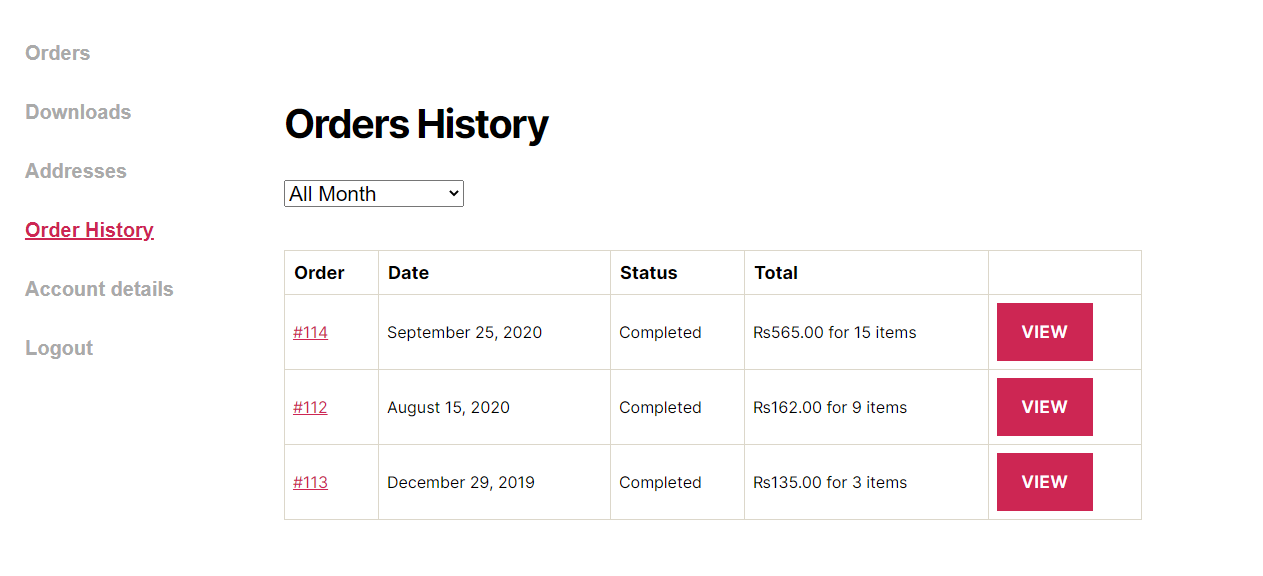 Orders
Downloads
Addresses
Order History
Account details
Logout
Orders History
All Month
Order Date Status Total
#114 September 25, 2020 Completed Rs565.00 for 15 items VIEW
#112 August 15, 2020 Completed Rs162.00 for 9 items VIEW
#113 December 29, 2019 Completed Rs135.00 for 3 items VIEW